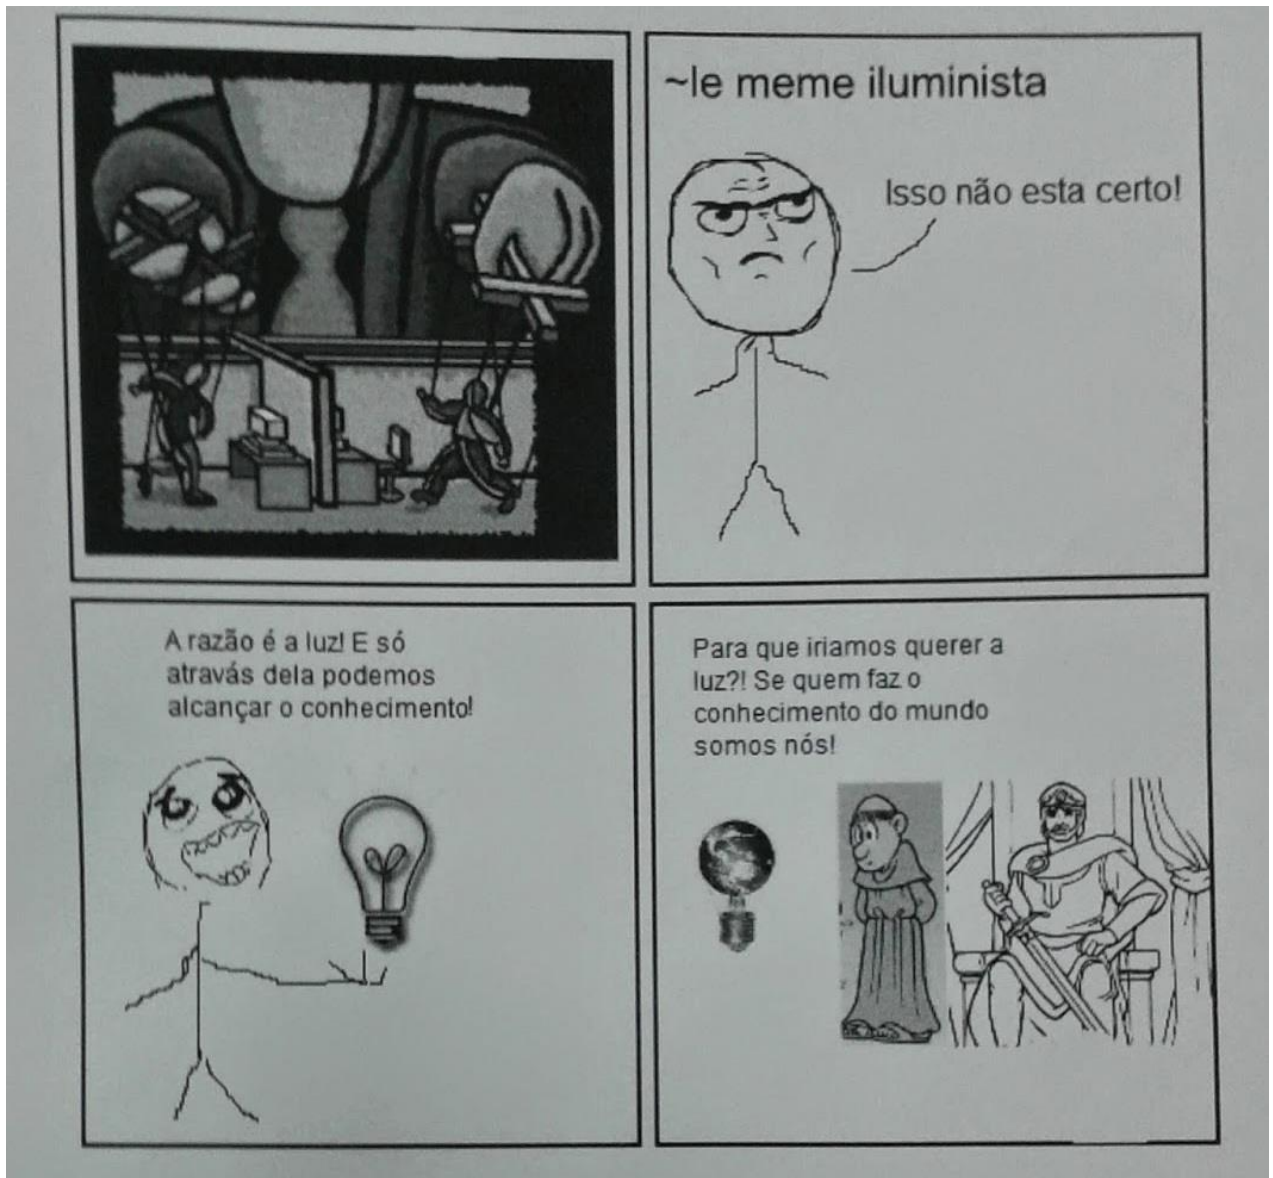 ~le meme iluminista
Isso não esta certo!
A razão é a luz! E só
atravás dela podemos
alcançar o conhecimento!
Para que iriamos querer a
luz?! Se quem faz o
conhecimento do mundo
somos nós!